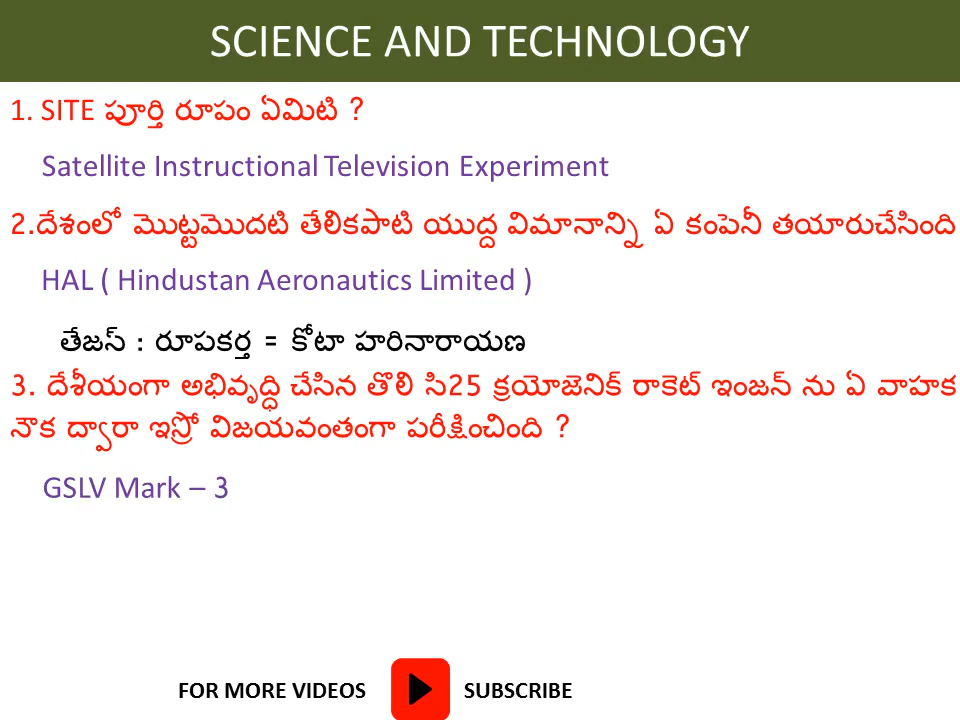 SCIENCE AND TECHNOLOGY
1. SITE పూర్తి రూపం ఏమిటి ?
Satellite Instructional Television Experiment
2.దేశంలో మొట్టమొదటి తేలికపాటి యుద్ద విమానాన్ని ఏ కంపెనీ తయారుచేసింది
HAL ( Hindustan Aeronautics Limited )
తేజస్ : రూపకర్త = కోటా హరినారాయణ
3. దేశీయంగా అభివృద్ధి చేసిన తొలి సి25 క్రయోజెనిక్ రాకెట్ ఇంజన్ ను ఏ వాహక
నౌక ద్వారా ఇస్రో విజయవంతంగా పరీక్షించింది ?
GSLV Mark – 3
FOR MORE VIDEOS SUBSCRIBE